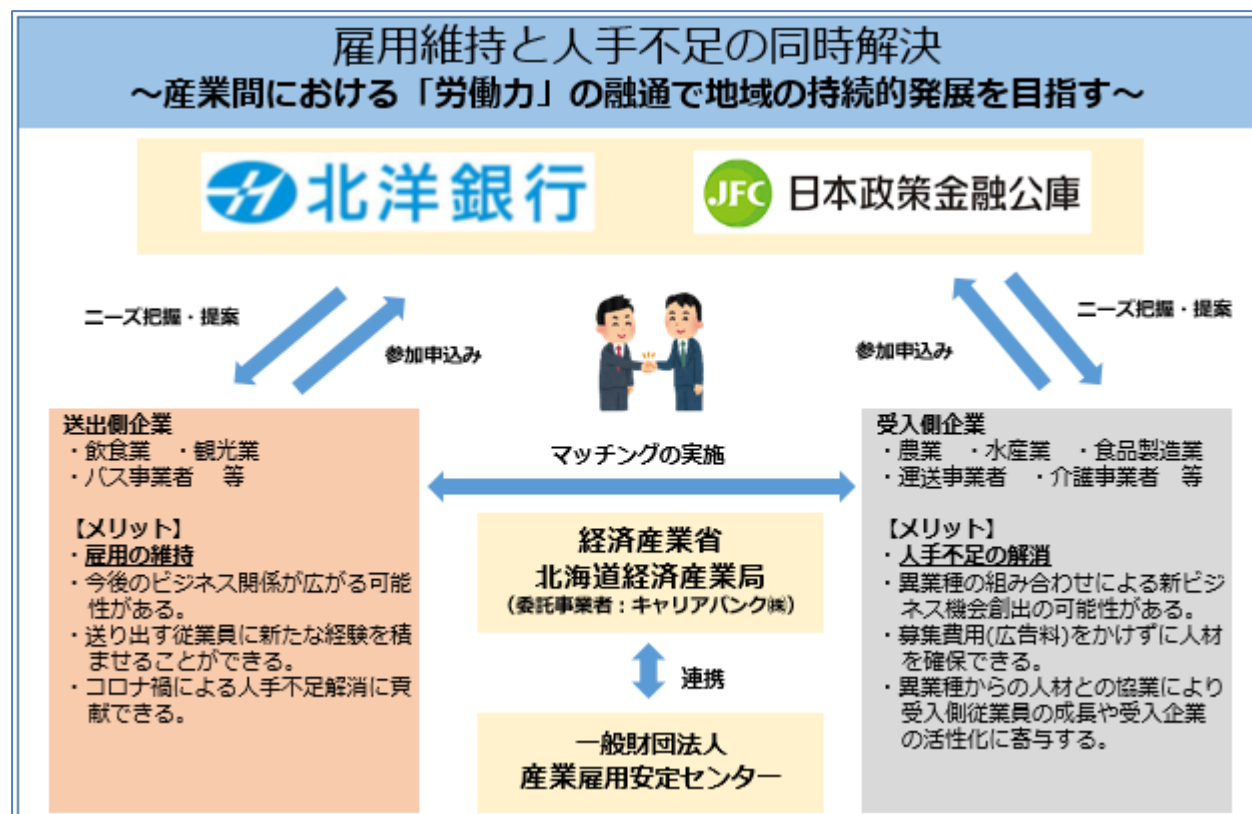 雇用維持と人手不足の同時解決
～産業間における「労働力」の融通で地域の持続的発展を目指す～
北洋銀行
JFC 日本政策金融公庫
ニーズ把握・提案
参加申込み
参加申込み
ニーズ把握・提案
送出側企業
・飲食業 ・観光業
・バス事業者 等
【メリット】
・雇用の維持
・今後のビジネス関係が広がる可能
性がある。
・送り出す従業員に新たな経験を積
ませることができる。
・コロナ禍による人手不足解消に貢
献できる。
マッチングの実施
経済産業省
北海道経済産業局
（委託事業者：キャリアバンク㈱）
連携
一般財団法人
産業雇用安定センター
受入側企業
・農業 ・水産業 ・食品製造業
・運送事業者 ・介護事業者 等
【メリット】
・人手不足の解消
・異業種の組み合わせによる新ビジ
ネス機会創出の可能性がある。
・募集費用(広告料)をかけずに人材
を確保できる。
・異業種からの人材との協業により
受入側従業員の成長や受入企業
の活性化に寄与する。